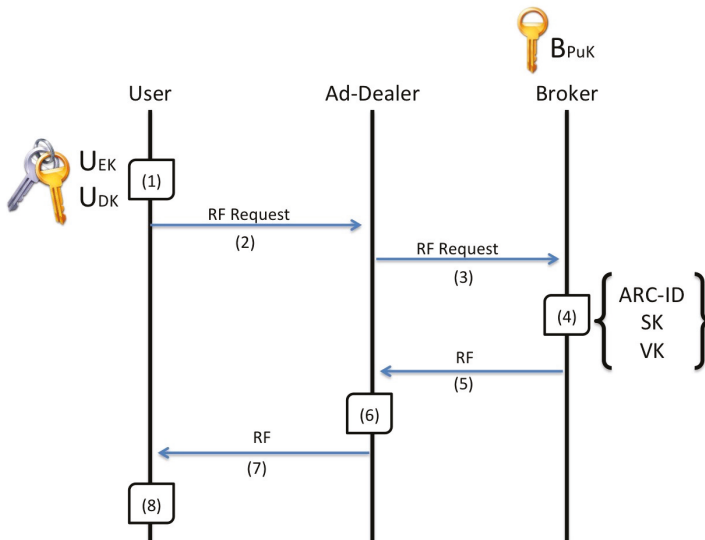 BPuK
User
Ad-Dealer
Broker
UEK
UDK
(1)
RF Request
(2)
RF Request
(3)
(4)
ARC-ID
SK
VK
RF
(5)
(6)
RF
(7)
(8)